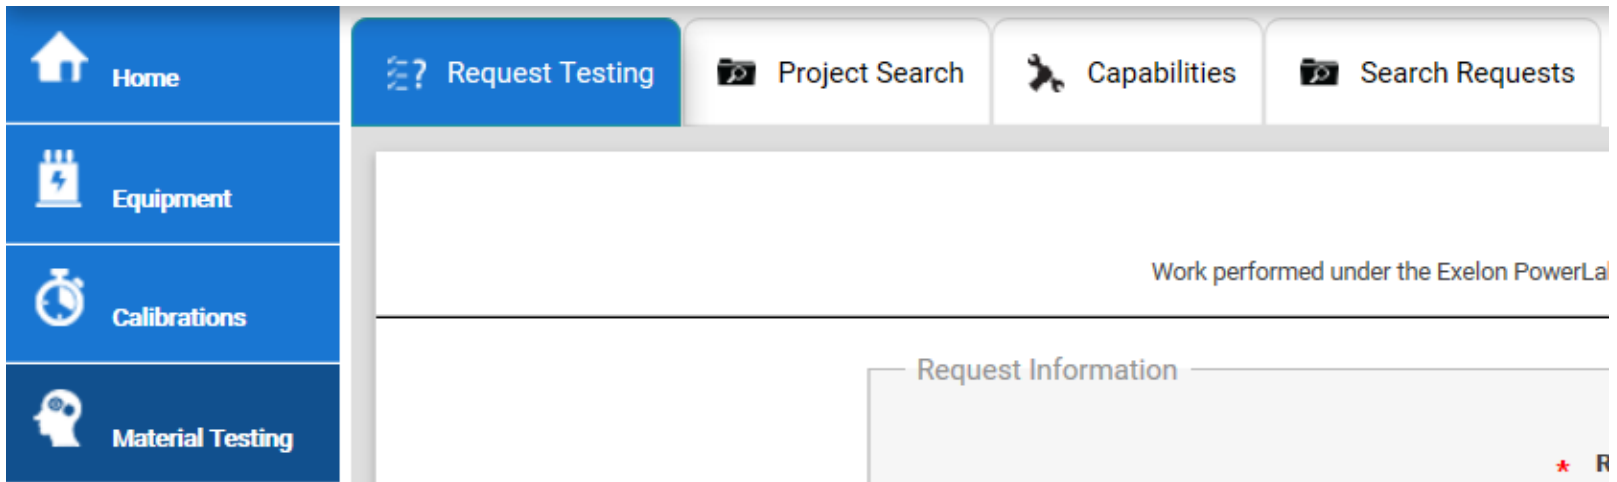 Home
Equipment
Calibrations
Material Testing
Request Testing
Project Search
Capabilities
Search Requests
Work performed under the Exelon
Request Information
*